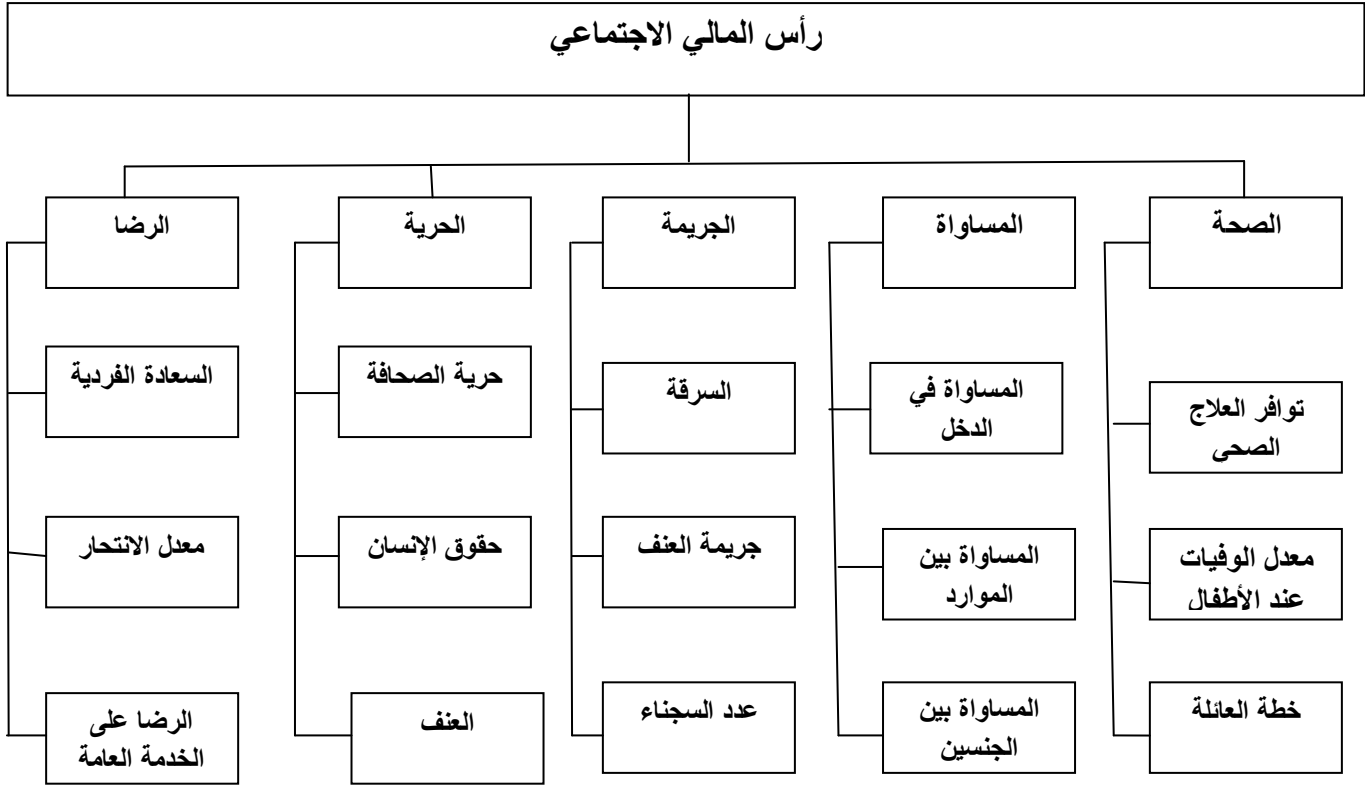 رأس المالي الاجتماعي
الصحة
المساواة
الجريمة
الحرية
الرضا
توافر العلاج
الصحي
المساواة في
الدخل
السرقة
حرية الصحافة
السعادة الفردية
معدل الوفيات
عند الأطفال
المساواة بين
الموارد
جريمة العنف
حقوق الإنسان
معدل الانتحار
خطة العائلة
المساواة بين
الجنسين
عدد السجناء
العنف
الرضا على
الخدمة العامة